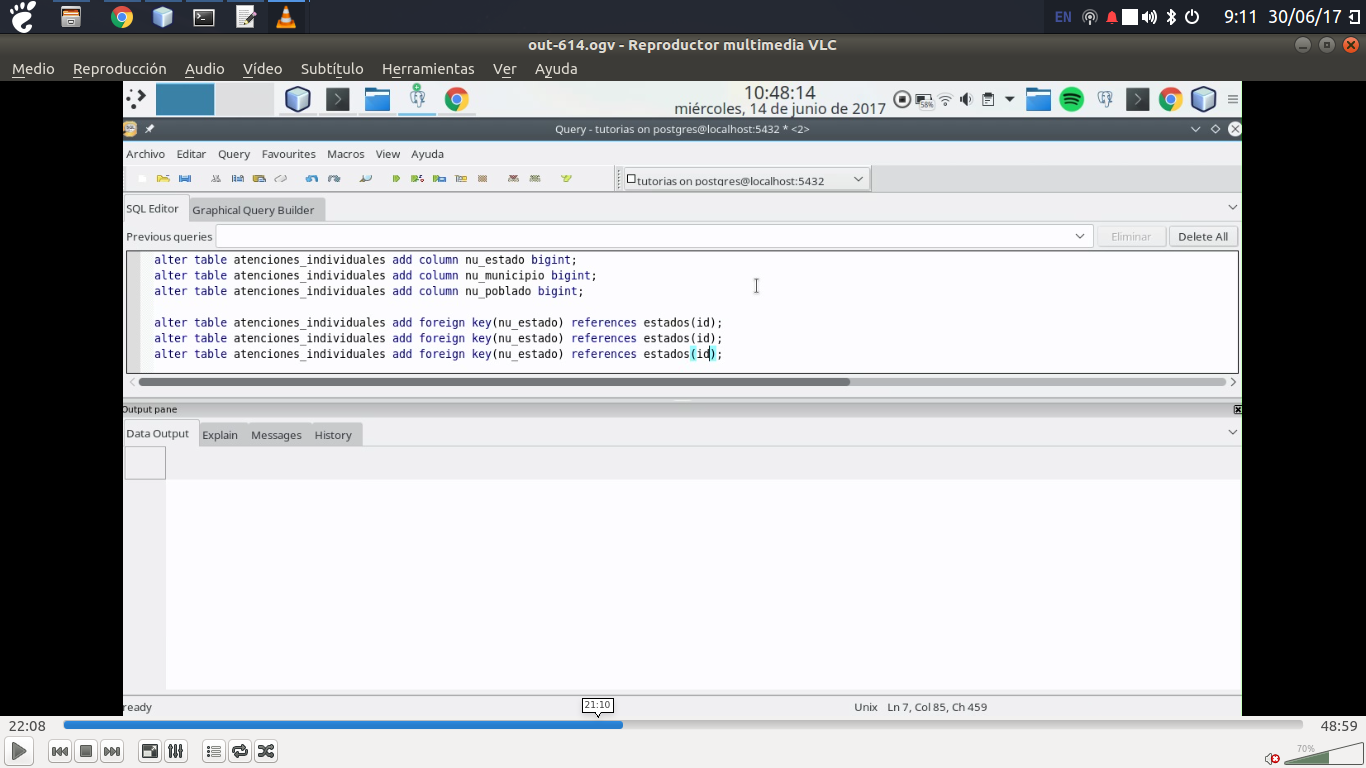 EN 9:11 30/06/17
out-614.ogv - Reproductor multimedia VLC
Medio Reproducción Audio Vídeo Subtítulo Herramientas Ver Ayuda
10:48:14
miércoles, 14 de junio de 2017
58%
Query - tutorias on postgres@localhost:5432 * <2>
Archivo Editar Query Favourites Macros View Ayuda
tutorias on postgres@localhost:5432
SQL Editor Graphical Query Builder
Previous queries Eliminar Delete All
alter table atenciones_individuales add column nu_estado bigint;
alter table atenciones_individuales add column nu_municipio bigint;
alter table atenciones_individuales add column nu_poblado bigint;
alter table atenciones_individuales add foreign key(nu_estado) references estados(id);
alter table atenciones_individuales add foreign key(nu_estado) references estados(id);
alter table atenciones_individuales add foreign key(nu_estado) references estados(id);
Output pane
Data Output Explain Messages History
ready Unix Ln 7, Col 85, Ch 459
21:10
22:08 48:59
70%